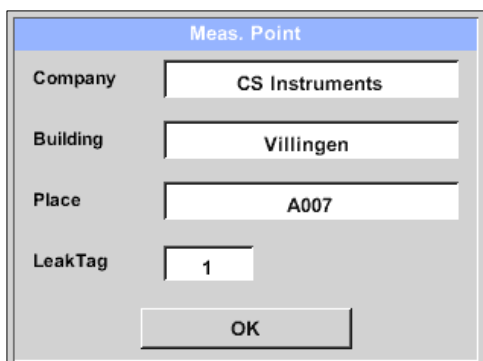 Meas. Point
Company CS Instruments
Building Villingen
Place A007
LeakTag 1
OK